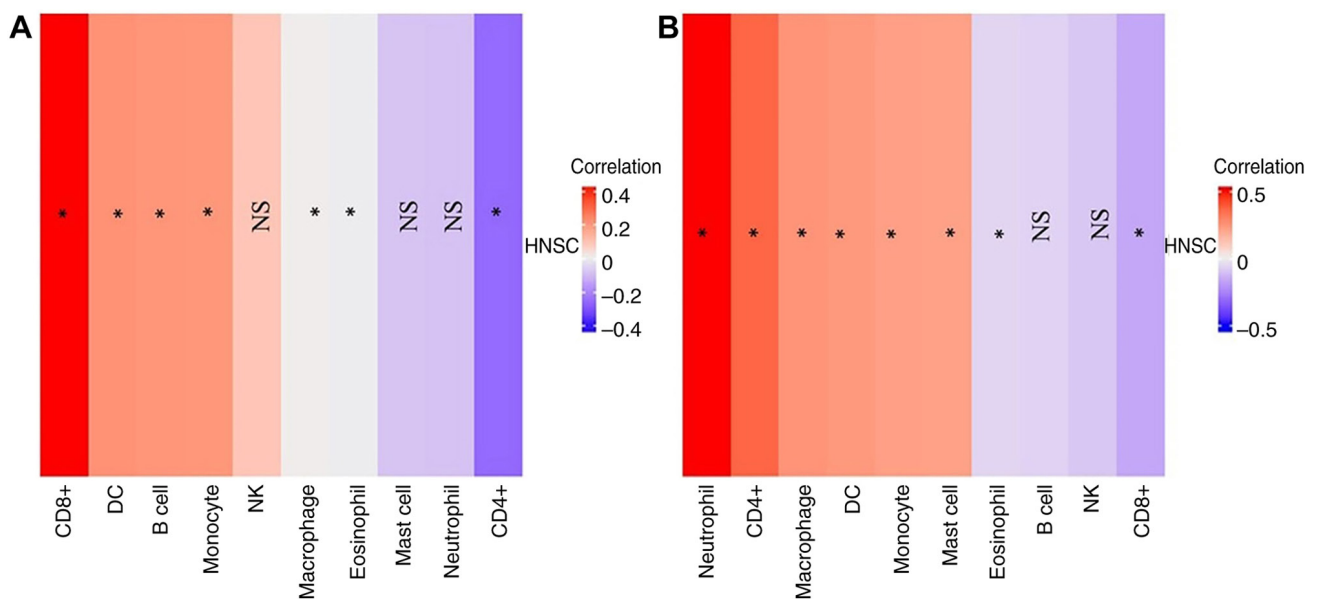 A
* * * * NS * * NS NS *
CD8+
DC
B cell
Monocyte
NK
Macrophage
Eosinophil
Mast cell
Neutrophil
CD4+
HNSC
Correlation
0.4
0.2
0
–0.2
–0.4
B
* * * * * * * NS NS *
Neutrophil
CD4+
Macrophage
DC
Monocyte
Mast cell
Eosinophil
B cell
NK
CD8+
HNSC
Correlation
0.5
0
–0.5